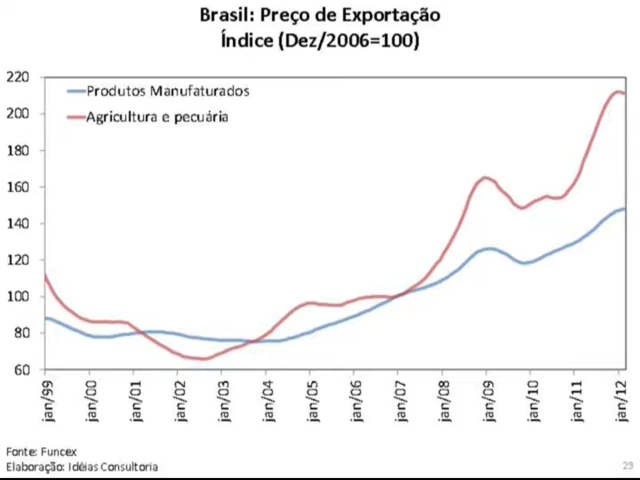 Brasil: Preço de Exportação
Índice (Dez/2006=100)
220
200
180
160
140
120
100
80
60
Produtos Manufaturados
Agricultura e pecuária
jan/99
jan/00
jan/01
jan/02
jan/03
jan/04
jan/05
jan/06
jan/07
jan/08
jan/09
jan/10
jan/11
jan/12
Fonte: Funcex
Elaboração: Idéias Consultoria
23